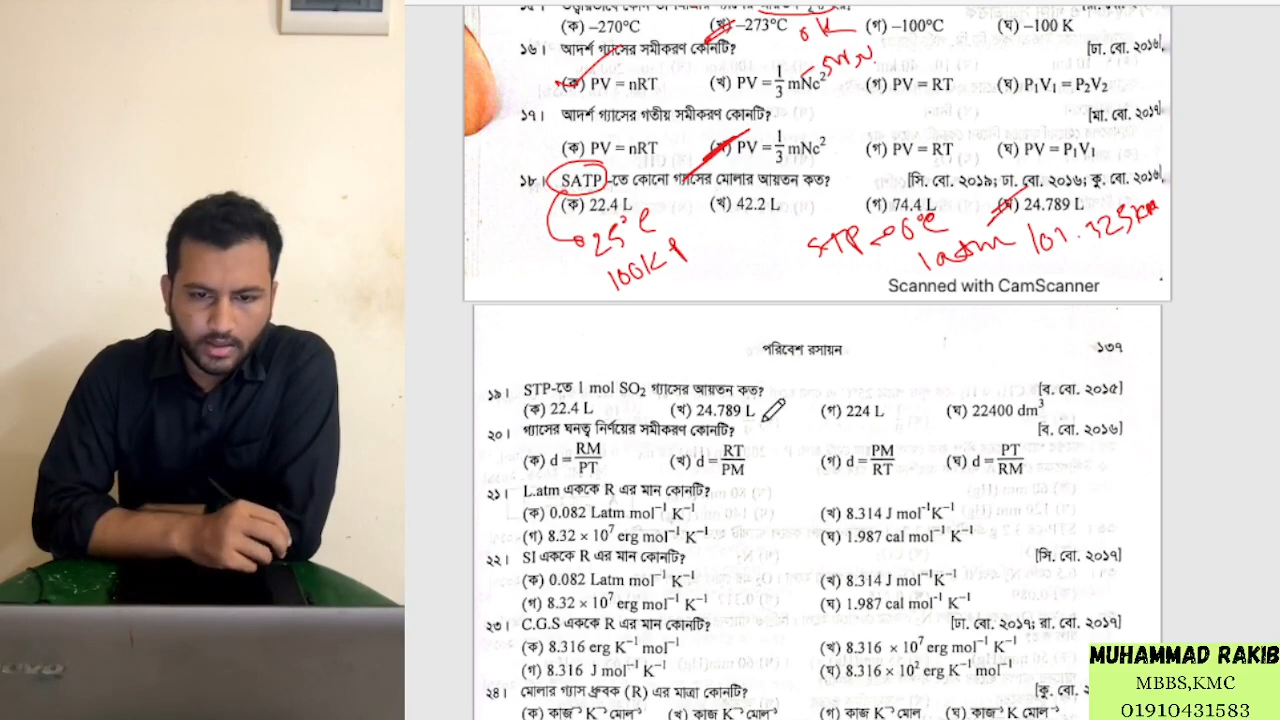 (ক) –270°C (খ) –273°C (গ) –100°C (ঘ) –100 K
0 K
১৬। আদর্শ গ্যাসের সমীকরণ কোনটি? [ঢা. বো. ২০১৬]
(ক) PV = nRT (খ) PV = 1/3 mNc² (গ) PV = RT (ঘ) P₁V₁ = P₂V₂
১৭। আদর্শ গ্যাসের গতীয় সমীকরণ কোনটি? [মা. বো. ২০১৭]
(ক) PV = nRT (খ) PV = 1/3 mNc² (গ) PV = RT (ঘ) PV = P₁V₁
১৮। SATP-তে কোনো গ্যাসের মোলার আয়তন কত? [সি. বো. ২০১৯; ঢা. বো. ২০১৬; কু. বো. ২০১৬]
(ক) 22.4 L (খ) 42.2 L (গ) 74.4 L (ঘ) 24.789 L
25°C
100KP
STP 0°C
1 atm 101.325 KPa
Scanned with CamScanner
পরিবেশ রসায়ন ১৩৭
১৯। STP-তে 1 mol SO₂ গ্যাসের আয়তন কত? [ব. বো. ২০১৫]
(ক) 22.4 L (খ) 24.789 L (গ) 224 L (ঘ) 22400 dm³
২০। গ্যাসের ঘনত্ব নির্ণয়ের সমীকরণ কোনটি? [ব. বো. ২০১৬]
(ক) d = RM/PT (খ) d = RT/PM (গ) d = PM/RT (ঘ) d = PT/RM
২১। L.atm এককে R এর মান কোনটি?
(ক) 0.082 Latm mol⁻¹ K⁻¹ (খ) 8.314 J mol⁻¹K⁻¹
(গ) 8.32 × 10⁷ erg mol⁻¹ K⁻¹ (ঘ) 1.987 cal mol⁻¹ K⁻¹
২২। SI এককে R এর মান কোনটি? [সি. বো. ২০১৭]
(ক) 0.082 Latm mol⁻¹ K⁻¹ (খ) 8.314 J mol⁻¹ K⁻¹
(গ) 8.32 × 10⁷ erg mol⁻¹ K⁻¹ (ঘ) 1.987 cal mol⁻¹ K⁻¹
২৩। C.G.S এককে R এর মান কোনটি? [ঢা. বো. ২০১৭; রা. বো. ২০১৭]
(ক) 8.316 erg K⁻¹ mol⁻¹ (খ) 8.316 × 10⁷ erg mol⁻¹ K⁻¹
(গ) 8.316 J mol⁻¹ K⁻¹ (ঘ) 8.316 × 10² erg K⁻¹ mol⁻¹
২৪। মোলার গ্যাস ধ্রুবক (R) এর মাত্রা কোনটি? [কু. বো.
MUHAMMAD RAKIB
MBBS,KMC
01910431583